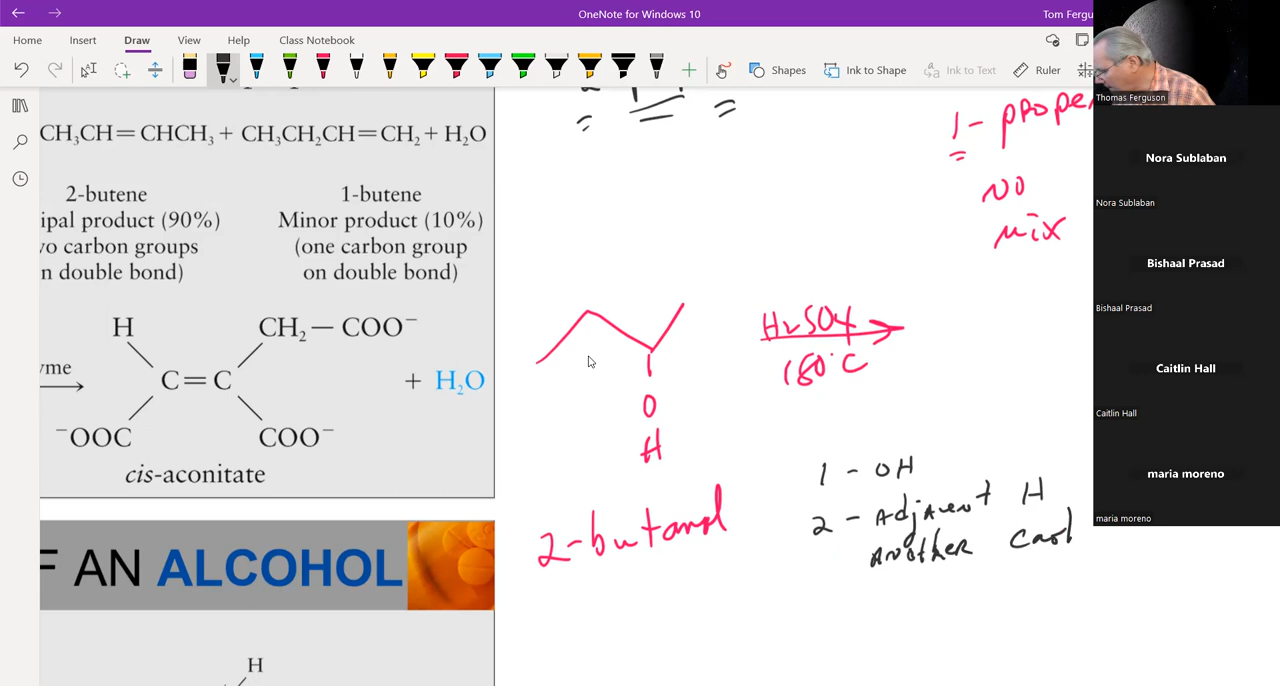 OneNote for Windows 10
Tom Fergu
Home Insert Draw View Help Class Notebook
Shapes Ink to Shape Ink to Text Ruler
CH₃CH=CHCH₃ + CH₃CH₂CH=CH₂ + H₂O
2-butene 1-butene
ipal product (90%) Minor product (10%)
vo carbon groups (one carbon group
n double bond) on double bond)
H CH₂—COO⁻
yme
C=C + H₂O
⁻OOC COO⁻
cis-aconitate
F AN ALCOHOL
H
1- prope
NO
mix
H2SO4
180°C
O
H
2-butanol
1 - OH
2 - Adjacent H
Another
Thomas Ferguson
Nora Sublaban
Nora Sublaban
Bishaal Prasad
Bishaal Prasad
Caitlin Hall
Caitlin Hall
maria moreno
maria moreno